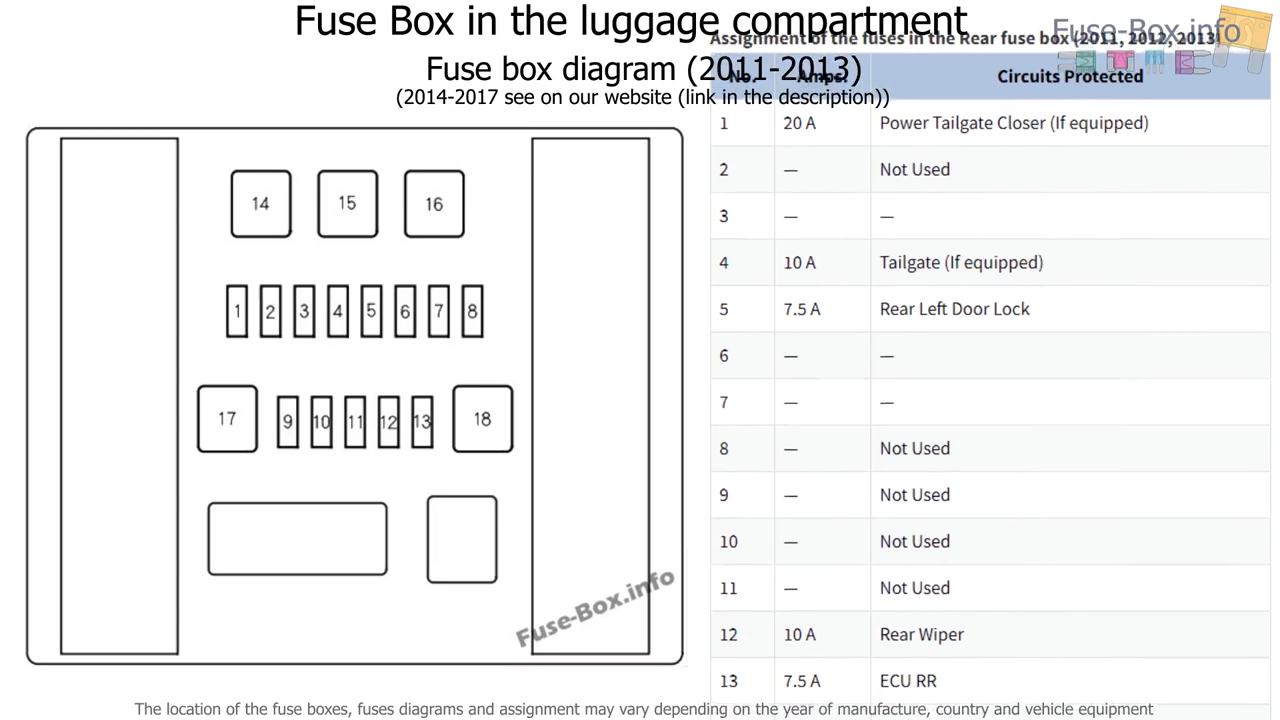 Fuse Box in the luggage compartment
Fuse-Box.info
Assignment of the fuses in the Rear fuse box (2011, 2012, 2013)
Fuse box diagram (2011-2013)
No. Amps. Circuits Protected
(2014-2017 see on our website (link in the description))
14 15 16
1 2 3 4 5 6 7 8
17 9 10 11 12 13 18
Fuse-Box.info
1 20 A Power Tailgate Closer (If equipped)
2 — Not Used
3 — —
4 10 A Tailgate (If equipped)
5 7.5 A Rear Left Door Lock
6 — —
7 — —
8 — Not Used
9 — Not Used
10 — Not Used
11 — Not Used
12 10 A Rear Wiper
13 7.5 A ECU RR
The location of the fuse boxes, fuses diagrams and assignment may vary depending on the year of manufacture, country and vehicle equipment